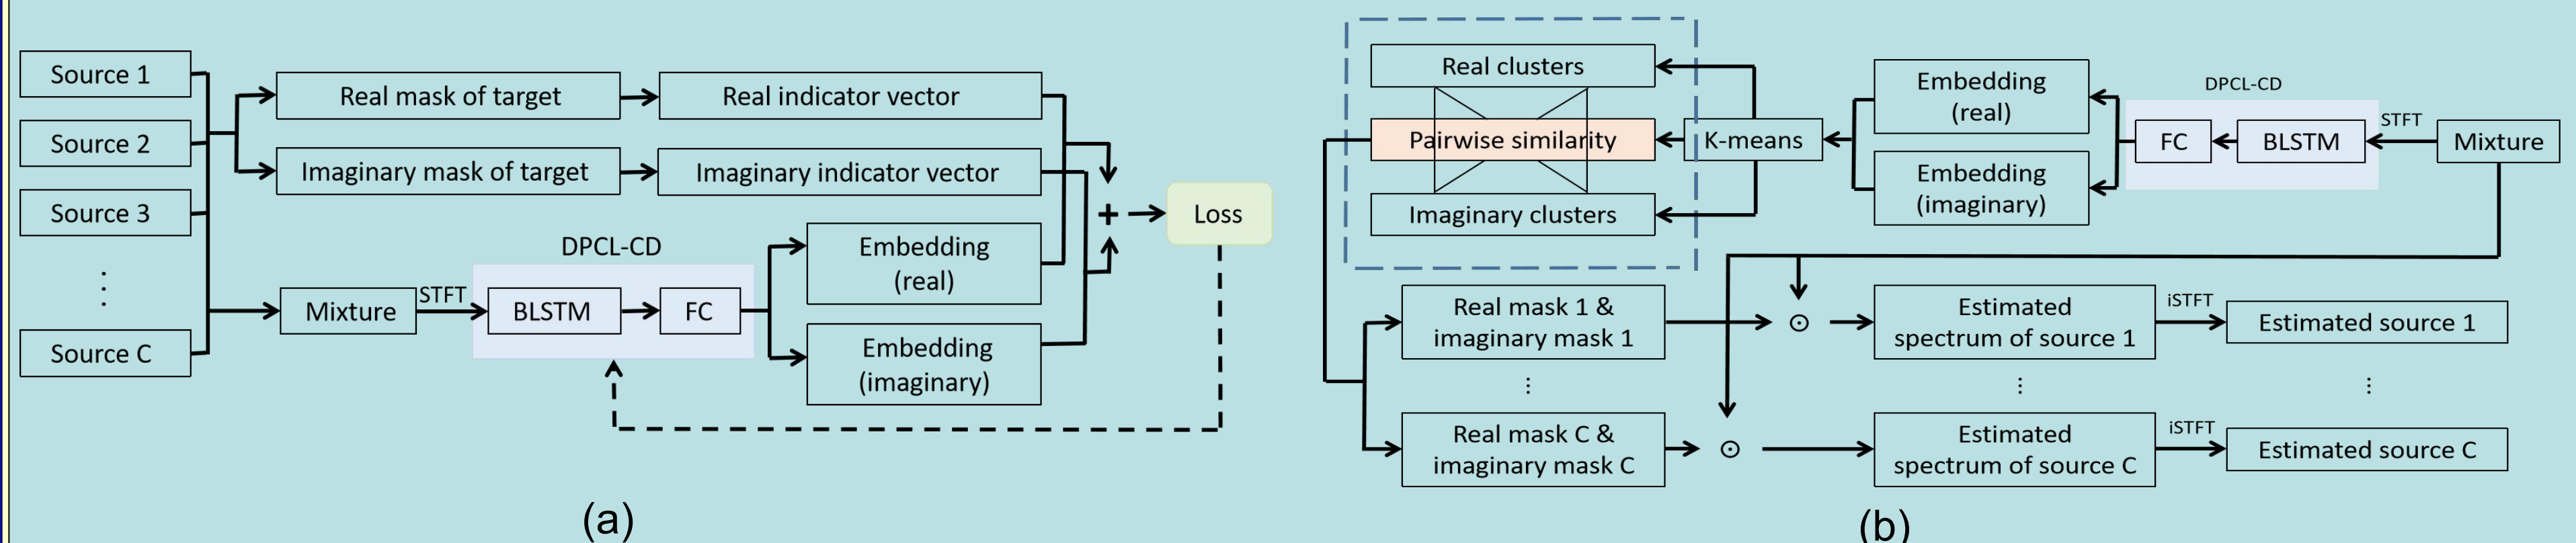 Source 1
Source 2
Source 3
⋮
Source C
Real mask of target
Real indicator vector
Imaginary mask of target
Imaginary indicator vector
Mixture
STFT
DPCL-CD
BLSTM
FC
Embedding
(real)
Embedding
(imaginary)
+
Loss
(a)
Real clusters
Pairwise similarity
Imaginary clusters
K-means
Embedding
(real)
Embedding
(imaginary)
DPCL-CD
FC
BLSTM
STFT
Mixture
Real mask 1 &
imaginary mask 1
⊙
Estimated
spectrum of source 1
iSTFT
Estimated source 1
⋮
⋮
⋮
Real mask C &
imaginary mask C
⊙
Estimated
spectrum of source C
iSTFT
Estimated source C
(b)